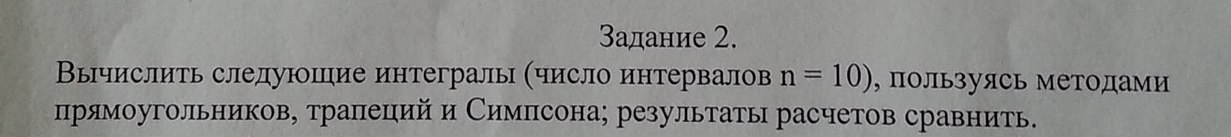 Задание 2.
Вычислить следующие интегралы (число интервалов n = 10), пользуясь методами
прямоугольников, трапеций и Симпсона; результаты расчетов сравнить.